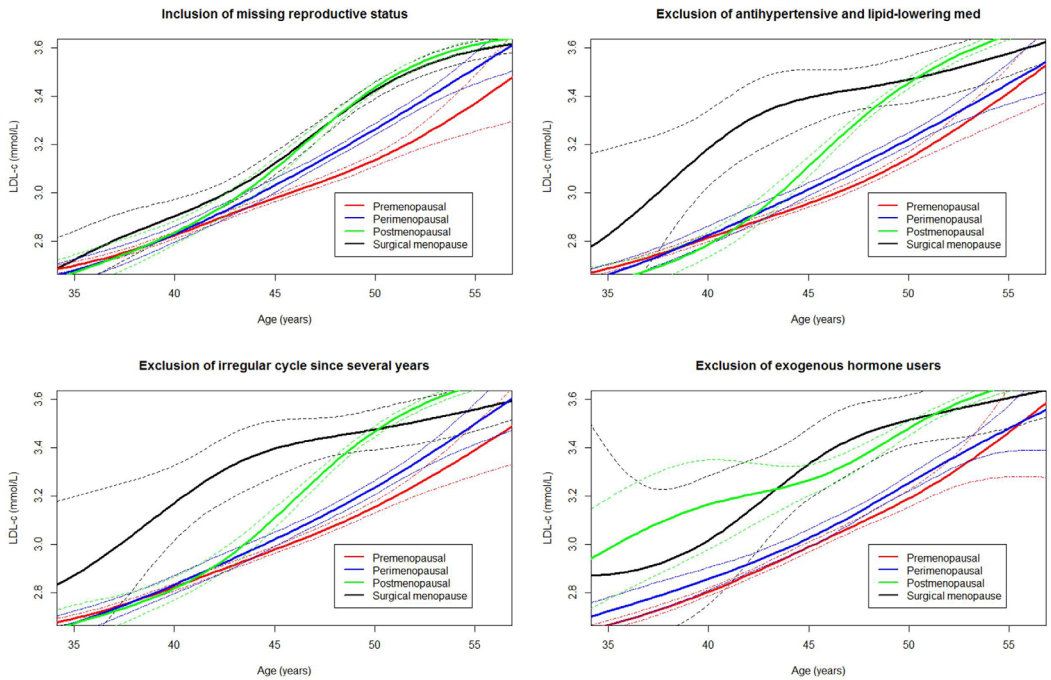 Inclusion of missing reproductive status
3.6
3.4
3.2
3.0
2.8
LDL-c (mmol/L)
Premenopausal
Perimenopausal
Postmenopausal
Surgical menopause
35 40 45 50 55
Age (years)
Exclusion of antihypertensive and lipid-lowering med
3.6
3.4
3.2
3.0
2.8
LDL-c (mmol/L)
Premenopausal
Perimenopausal
Postmenopausal
Surgical menopause
35 40 45 50 55
Age (years)
Exclusion of irregular cycle since several years
3.6
3.4
3.2
3.0
2.8
LDL-c (mmol/L)
Premenopausal
Perimenopausal
Postmenopausal
Surgical menopause
35 40 45 50 55
Age (years)
Exclusion of exogenous hormone users
3.6
3.4
3.2
3.0
2.8
LDL-c (mmol/L)
Premenopausal
Perimenopausal
Postmenopausal
Surgical menopause
35 40 45 50 55
Age (years)